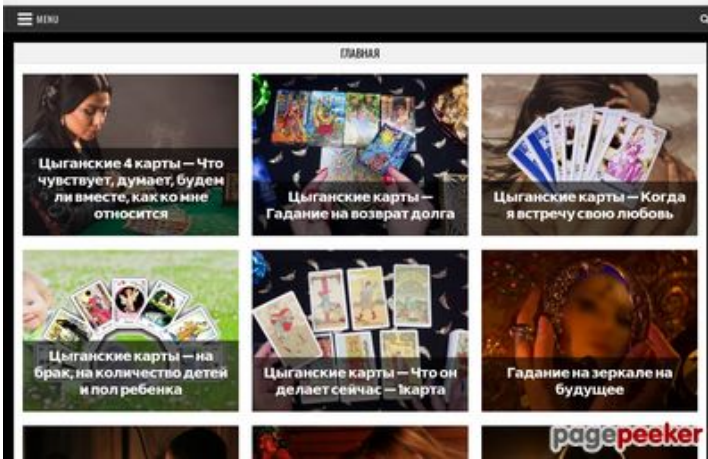 MENU
ГЛАВНАЯ
Цыганские 4 карты — Что
чувствует, думает, будем
ли вместе, как ко мне
относится
Цыганские карты —
Гадание на возврат долга
Цыганские карты — Когда
я встречу свою любовь
Цыганские карты — на
брак, на количество детей
и пол ребенка
Цыганские карты — Что он
делает сейчас — 1карта
Гадание на зеркале на
будущее
pagepeeker